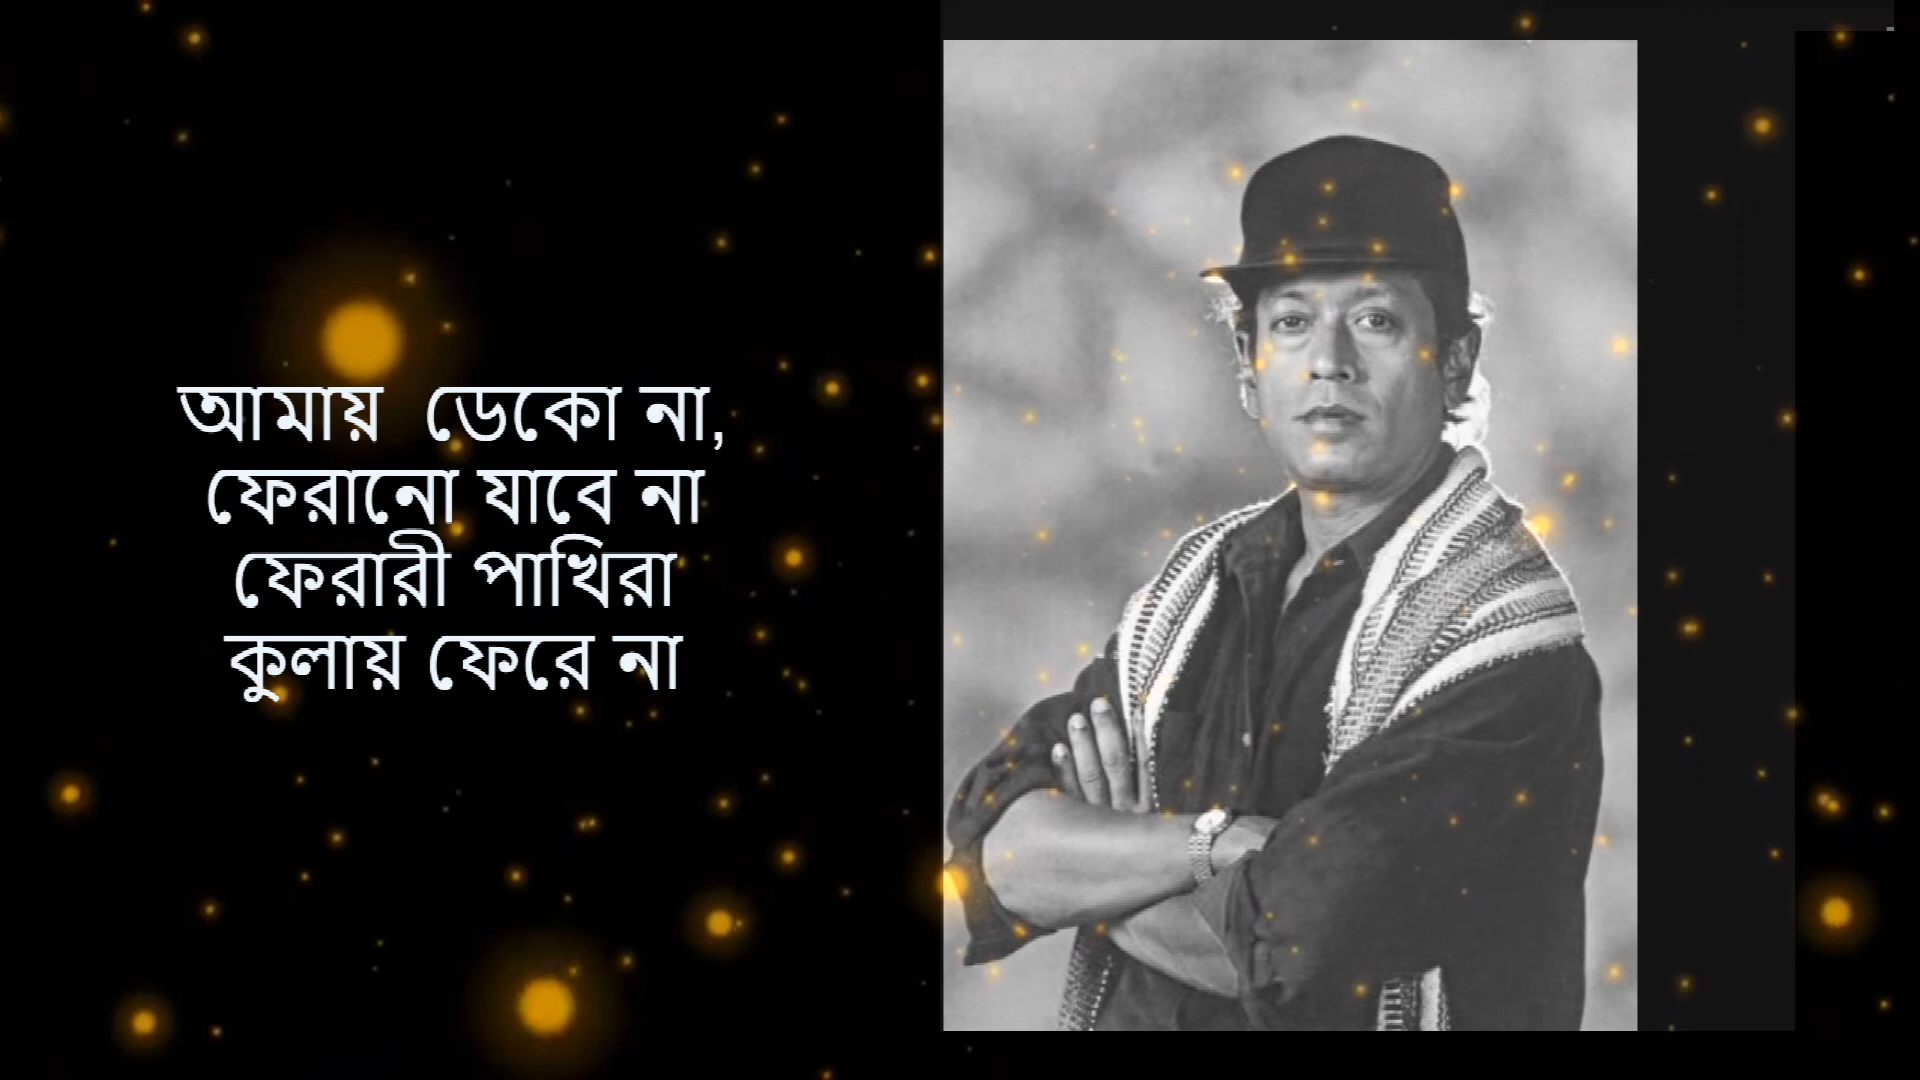 আমায়  ডেকো না,
ফেরানো যাবে না
ফেরারী পাখিরা
কুলায় ফেরে না